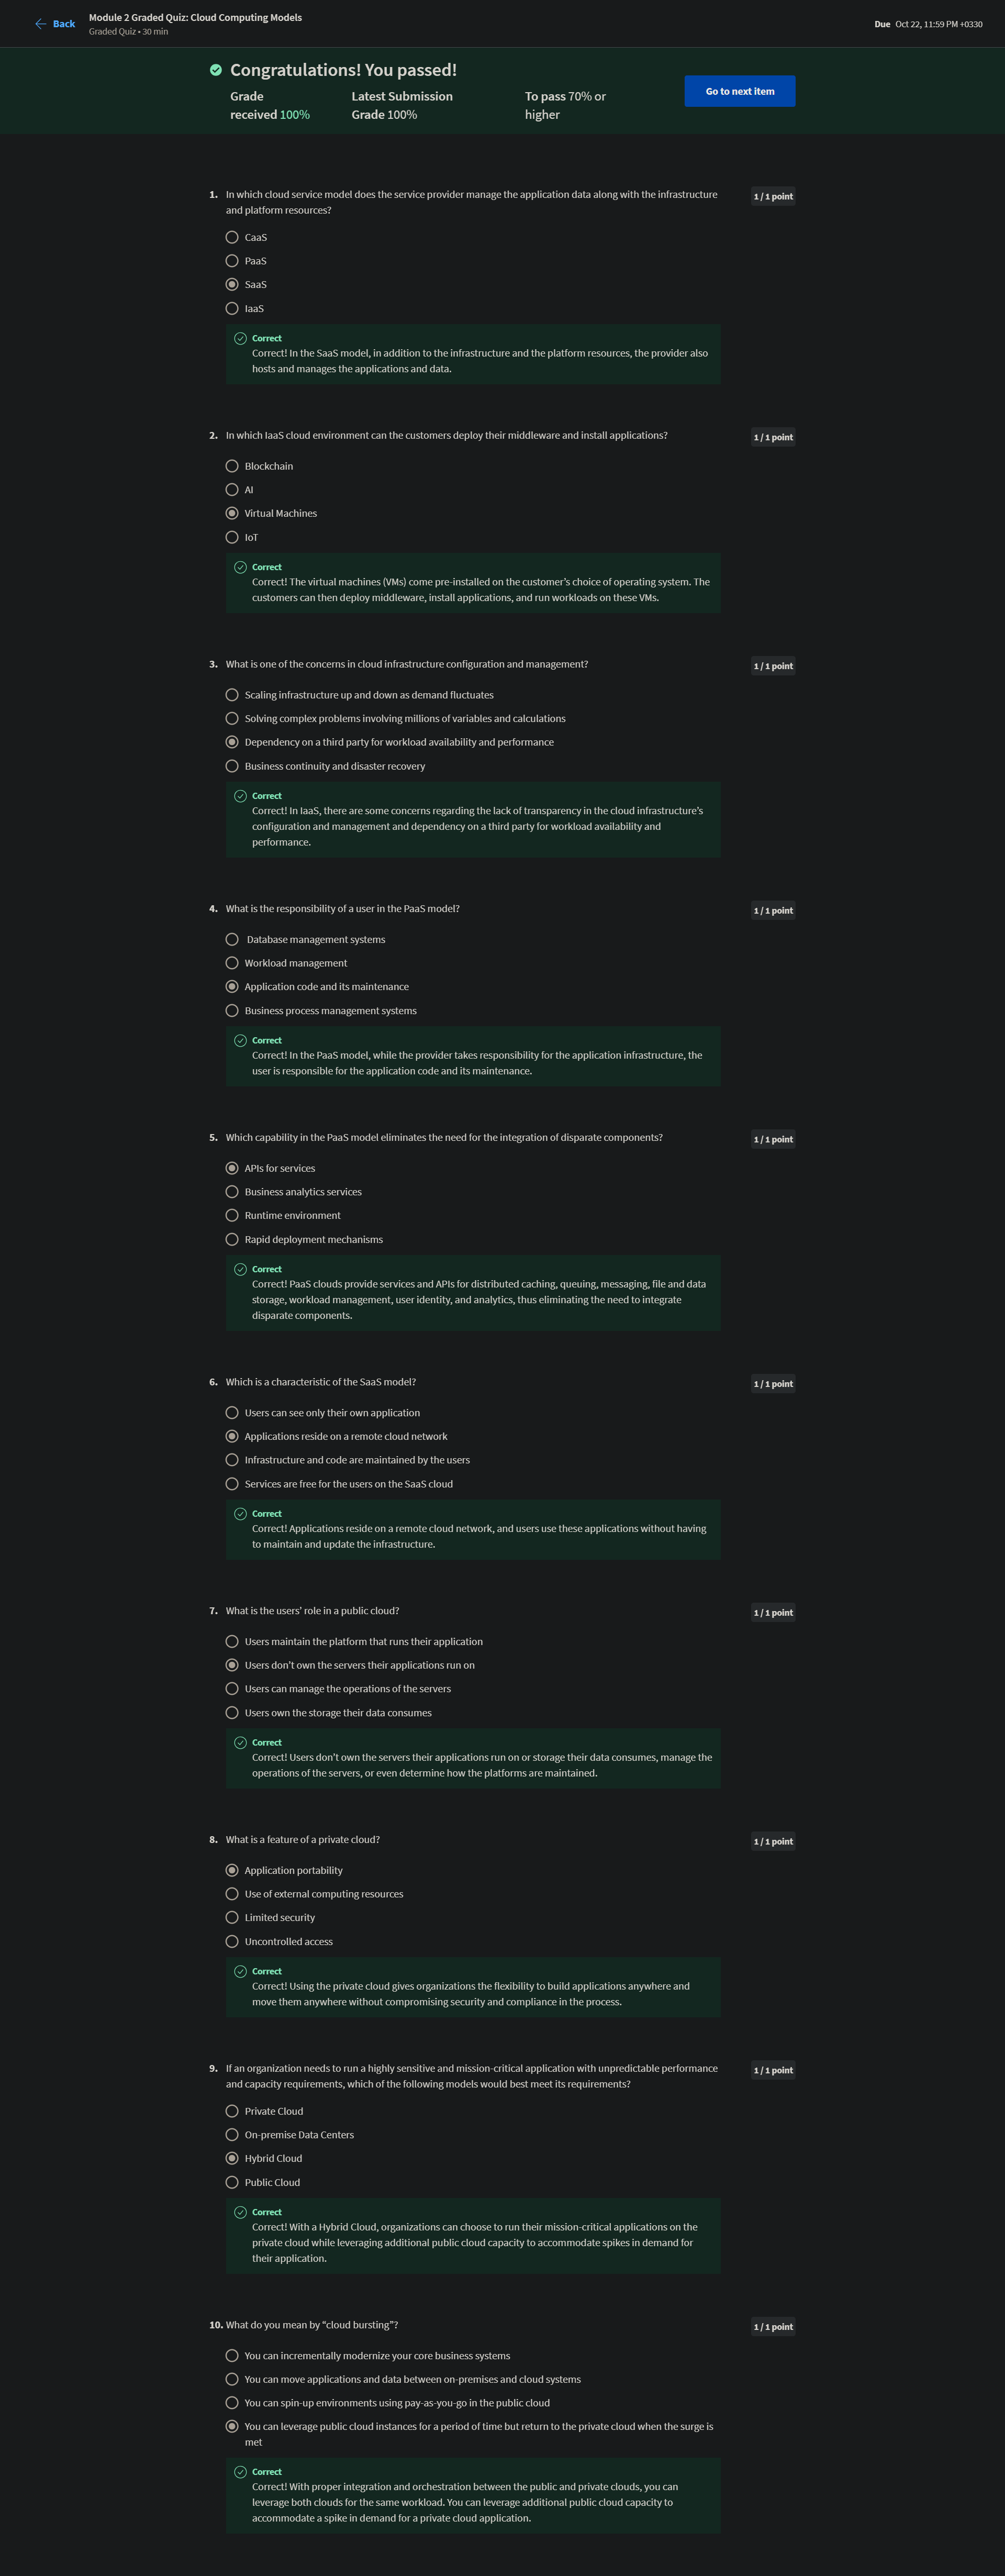 Back
Module 2 Graded Quiz: Cloud Computing Models
Graded Quiz • 30 min
Due Oct 22, 11:59 PM +0330
Congratulations! You passed!
Grade received 100%
Latest Submission Grade 100%
To pass 70% or higher
Go to next item
1. In which cloud service model does the service provider manage the application data along with the infrastructure
and platform resources?
1 / 1 point
CaaS
PaaS
SaaS
IaaS
Correct
Correct! In the SaaS model, in addition to the infrastructure and the platform resources, the provider also
hosts and manages the applications and data.
2. In which IaaS cloud environment can the customers deploy their middleware and install applications?
1 / 1 point
Blockchain
AI
Virtual Machines
IoT
Correct
Correct! The virtual machines (VMs) come pre-installed on the customer's choice of operating system. The
customers can then deploy middleware, install applications, and run workloads on these VMs.
3. What is one of the concerns in cloud infrastructure configuration and management?
1 / 1 point
Scaling infrastructure up and down as demand fluctuates
Solving complex problems involving millions of variables and calculations
Dependency on a third party for workload availability and performance
Business continuity and disaster recovery
Correct
Correct! In IaaS, there are some concerns regarding the lack of transparency in the cloud infrastructure's
configuration and management and dependency on a third party for workload availability and
performance.
4. What is the responsibility of a user in the PaaS model?
1 / 1 point
Database management systems
Workload management
Application code and its maintenance
Business process management systems
Correct
Correct! In the PaaS model, while the provider takes responsibility for the application infrastructure, the
user is responsible for the application code and its maintenance.
5. Which capability in the PaaS model eliminates the need for the integration of disparate components?
1 / 1 point
APIs for services
Business analytics services
Runtime environment
Rapid deployment mechanisms
Correct
Correct! PaaS clouds provide services and APIs for distributed caching, queuing, messaging, file and data
storage, workload management, user identity, and analytics, thus eliminating the need to integrate
disparate components.
6. Which is a characteristic of the SaaS model?
1 / 1 point
Users can see only their own application
Applications reside on a remote cloud network
Infrastructure and code are maintained by the users
Services are free for the users on the SaaS cloud
Correct
Correct! Applications reside on a remote cloud network, and users use these applications without having
to maintain and update the infrastructure.
7. What is the users' role in a public cloud?
1 / 1 point
Users maintain the platform that runs their application
Users don't own the servers their applications run on
Users can manage the operations of the servers
Users own the storage their data consumes
Correct
Correct! Users don't own the servers their applications run on or storage their data consumes, manage the
operations of the servers, or even determine how the platforms are maintained.
8. What is a feature of a private cloud?
1 / 1 point
Application portability
Use of external computing resources
Limited security
Uncontrolled access
Correct
Correct! Using the private cloud gives organizations the flexibility to build applications anywhere and
move them anywhere without compromising security and compliance in the process.
9. If an organization needs to run a highly sensitive and mission-critical application with unpredictable performance
and capacity requirements, which of the following models would best meet its requirements?
1 / 1 point
Private Cloud
On-premise Data Centers
Hybrid Cloud
Public Cloud
Correct
Correct! With a Hybrid Cloud, organizations can choose to run their mission-critical applications on the
private cloud while leveraging additional public cloud capacity to accommodate spikes in demand for
their application.
10. What do you mean by "cloud bursting"?
1 / 1 point
You can incrementally modernize your core business systems
You can move applications and data between on-premises and cloud systems
You can spin-up environments using pay-as-you-go in the public cloud
You can leverage public cloud instances for a period of time but return to the private cloud when the surge is
met
Correct
Correct! With proper integration and orchestration between the public and private clouds, you can
leverage both clouds for the same workload. You can leverage additional public cloud capacity to
accommodate a spike in demand for a private cloud application.